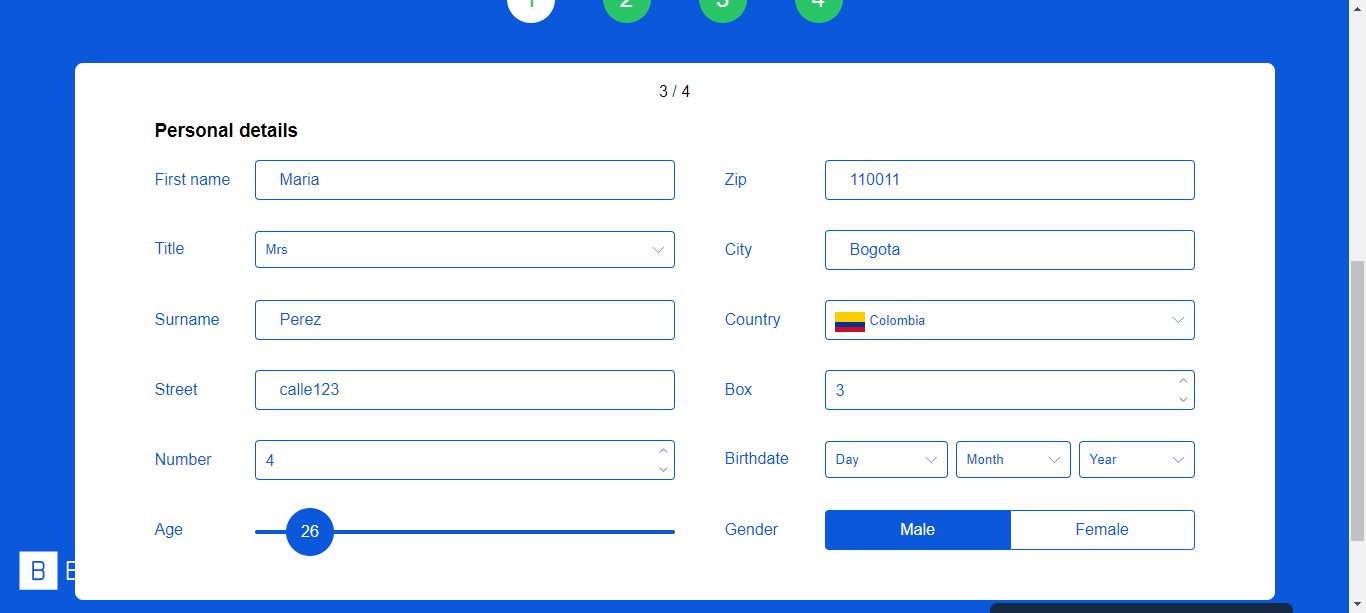 1 2 3 4
3 / 4
Personal details
First name Maria
Zip 110011
Title Mrs
City Bogota
Surname Perez
Country Colombia
Street calle123
Box 3
Number 4
Birthdate Day Month Year
Age 26
Gender Male Female
B